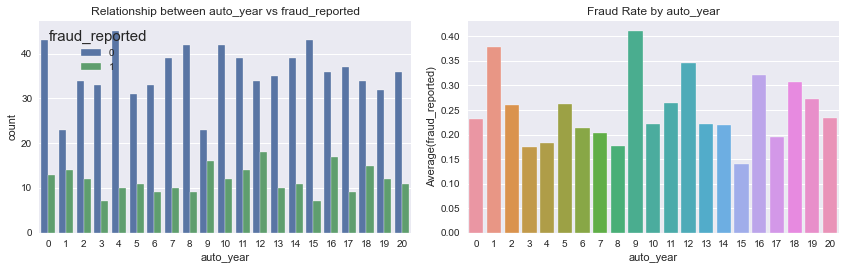 Relationship between auto_year vs fraud_reported
fraud_reported
0
1
count
40
30
20
10
0
0 1 2 3 4 5 6 7 8 9 10 11 12 13 14 15 16 17 18 19 20
auto_year
Fraud Rate by auto_year
Average(fraud_reported)
0.40
0.35
0.30
0.25
0.20
0.15
0.10
0.05
0.00
0 1 2 3 4 5 6 7 8 9 10 11 12 13 14 15 16 17 18 19 20
auto_year